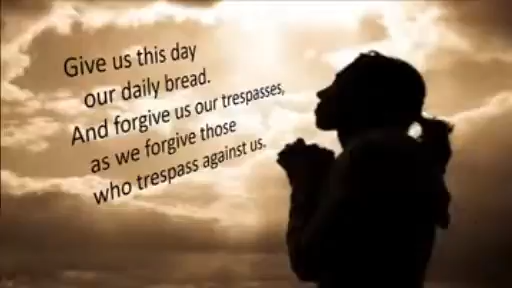 Give us this day
our daily bread.
And forgive us our trespasses,
as we forgive those
who trespass against us.